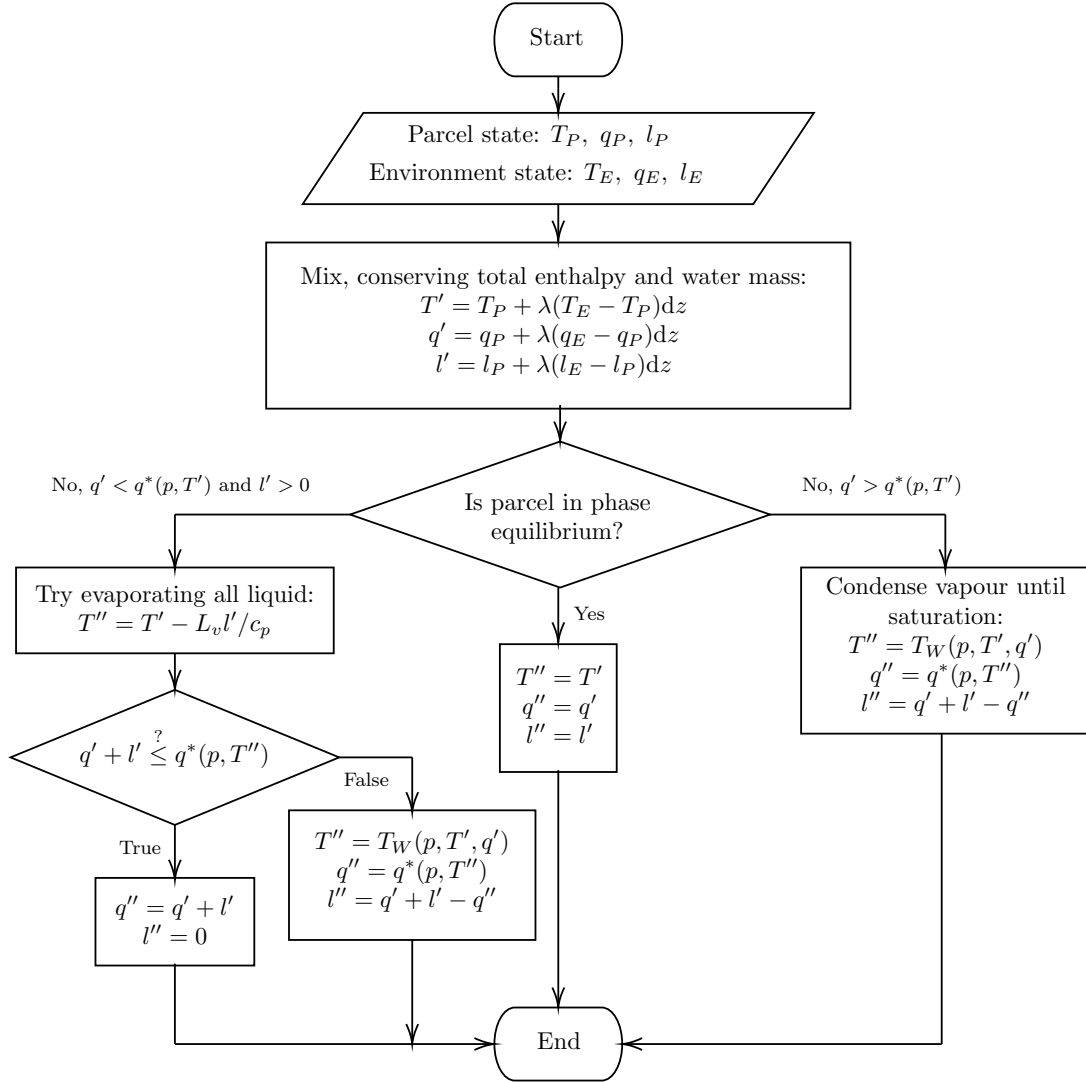 Start
Parcel state: T_P, q_P, l_P
Environment state: T_E, q_E, l_E
Mix, conserving total enthalpy and water mass:
T′ = T_P + λ(T_E − T_P)dz
q′ = q_P + λ(q_E − q_P)dz
l′ = l_P + λ(l_E − l_P)dz
Is parcel in phase
equilibrium?
No, q′ < q*(p, T′) and l′ > 0
Try evaporating all liquid:
T″ = T′ − L_v l′/c_p
q′ + l′ ≤? q*(p, T″)
True
q″ = q′ + l′
l″ = 0
False
T″ = T_W(p, T′, q′)
q″ = q*(p, T″)
l″ = q′ + l′ − q″
Yes
T″ = T′
q″ = q′
l″ = l′
No, q′ > q*(p, T′)
Condense vapour until
saturation:
T″ = T_W(p, T′, q′)
q″ = q*(p, T″)
l″ = q′ + l′ − q″
End